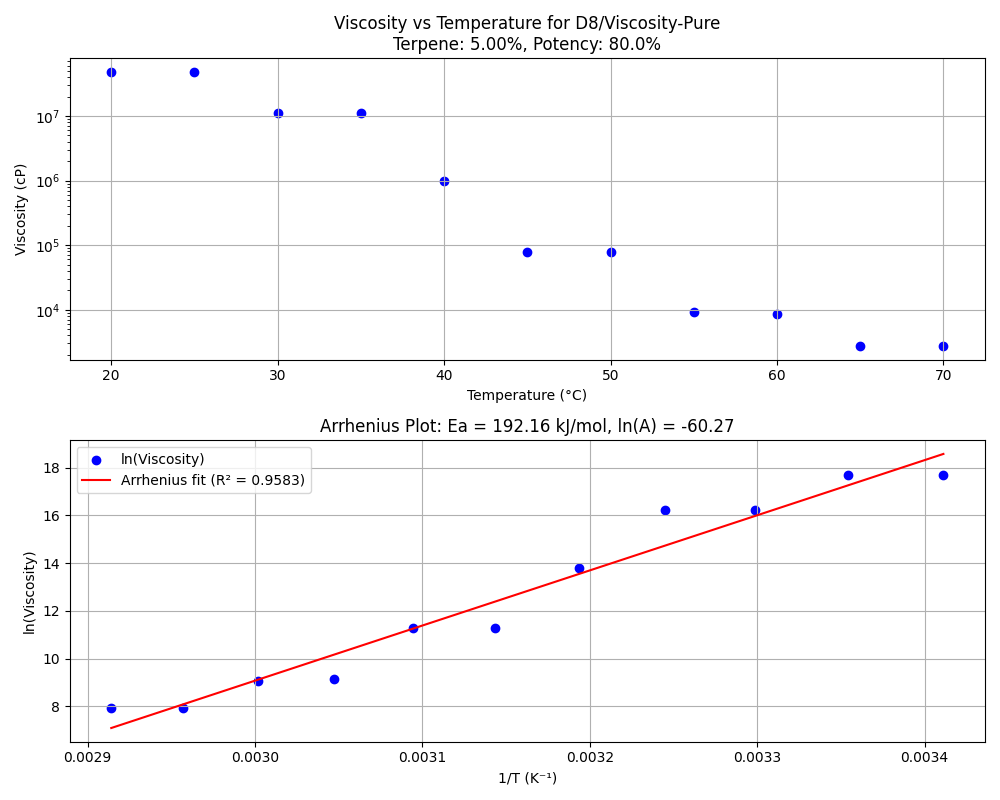 Viscosity vs Temperature for D8/Viscosity-Pure
Terpene: 5.00%, Potency: 80.0%
Viscosity (cP)
10⁷
10⁶
10⁵
10⁴
20 30 40 50 60 70
Temperature (°C)
Arrhenius Plot: Ea = 192.16 kJ/mol, ln(A) = -60.27
ln(Viscosity)
Arrhenius fit (R² = 0.9583)
ln(Viscosity)
18
16
14
12
10
8
0.0029 0.0030 0.0031 0.0032 0.0033 0.0034
1/T (K⁻¹)